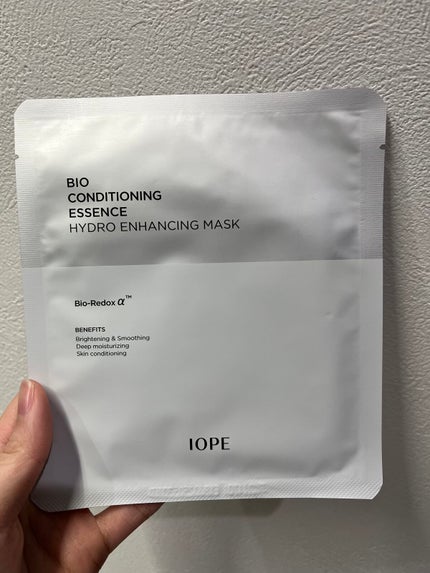 BIO
CONDITIONING
ESSENCE
HYDRO ENHANCING MASK
Bio-Redox α™
BENEFITS
Brightening & Smoothing
Deep moisturizing
Skin conditioning
IOPE